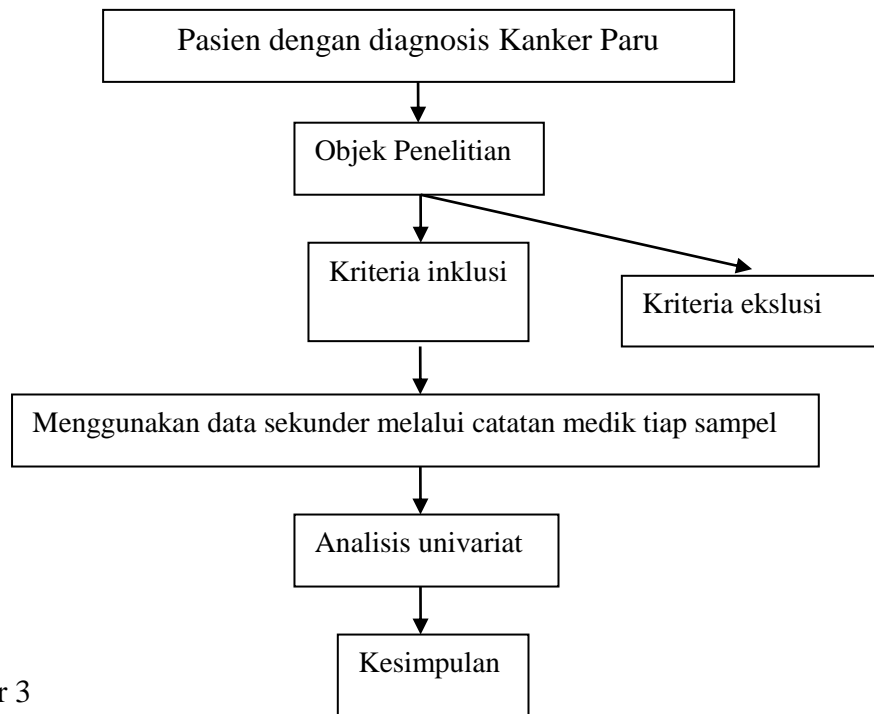 Pasien dengan diagnosis Kanker Paru
Objek Penelitian
Kriteria inklusi
Kriteria ekslusi
Menggunakan data sekunder melalui catatan medik tiap sampel
Analisis univariat
Kesimpulan
r 3